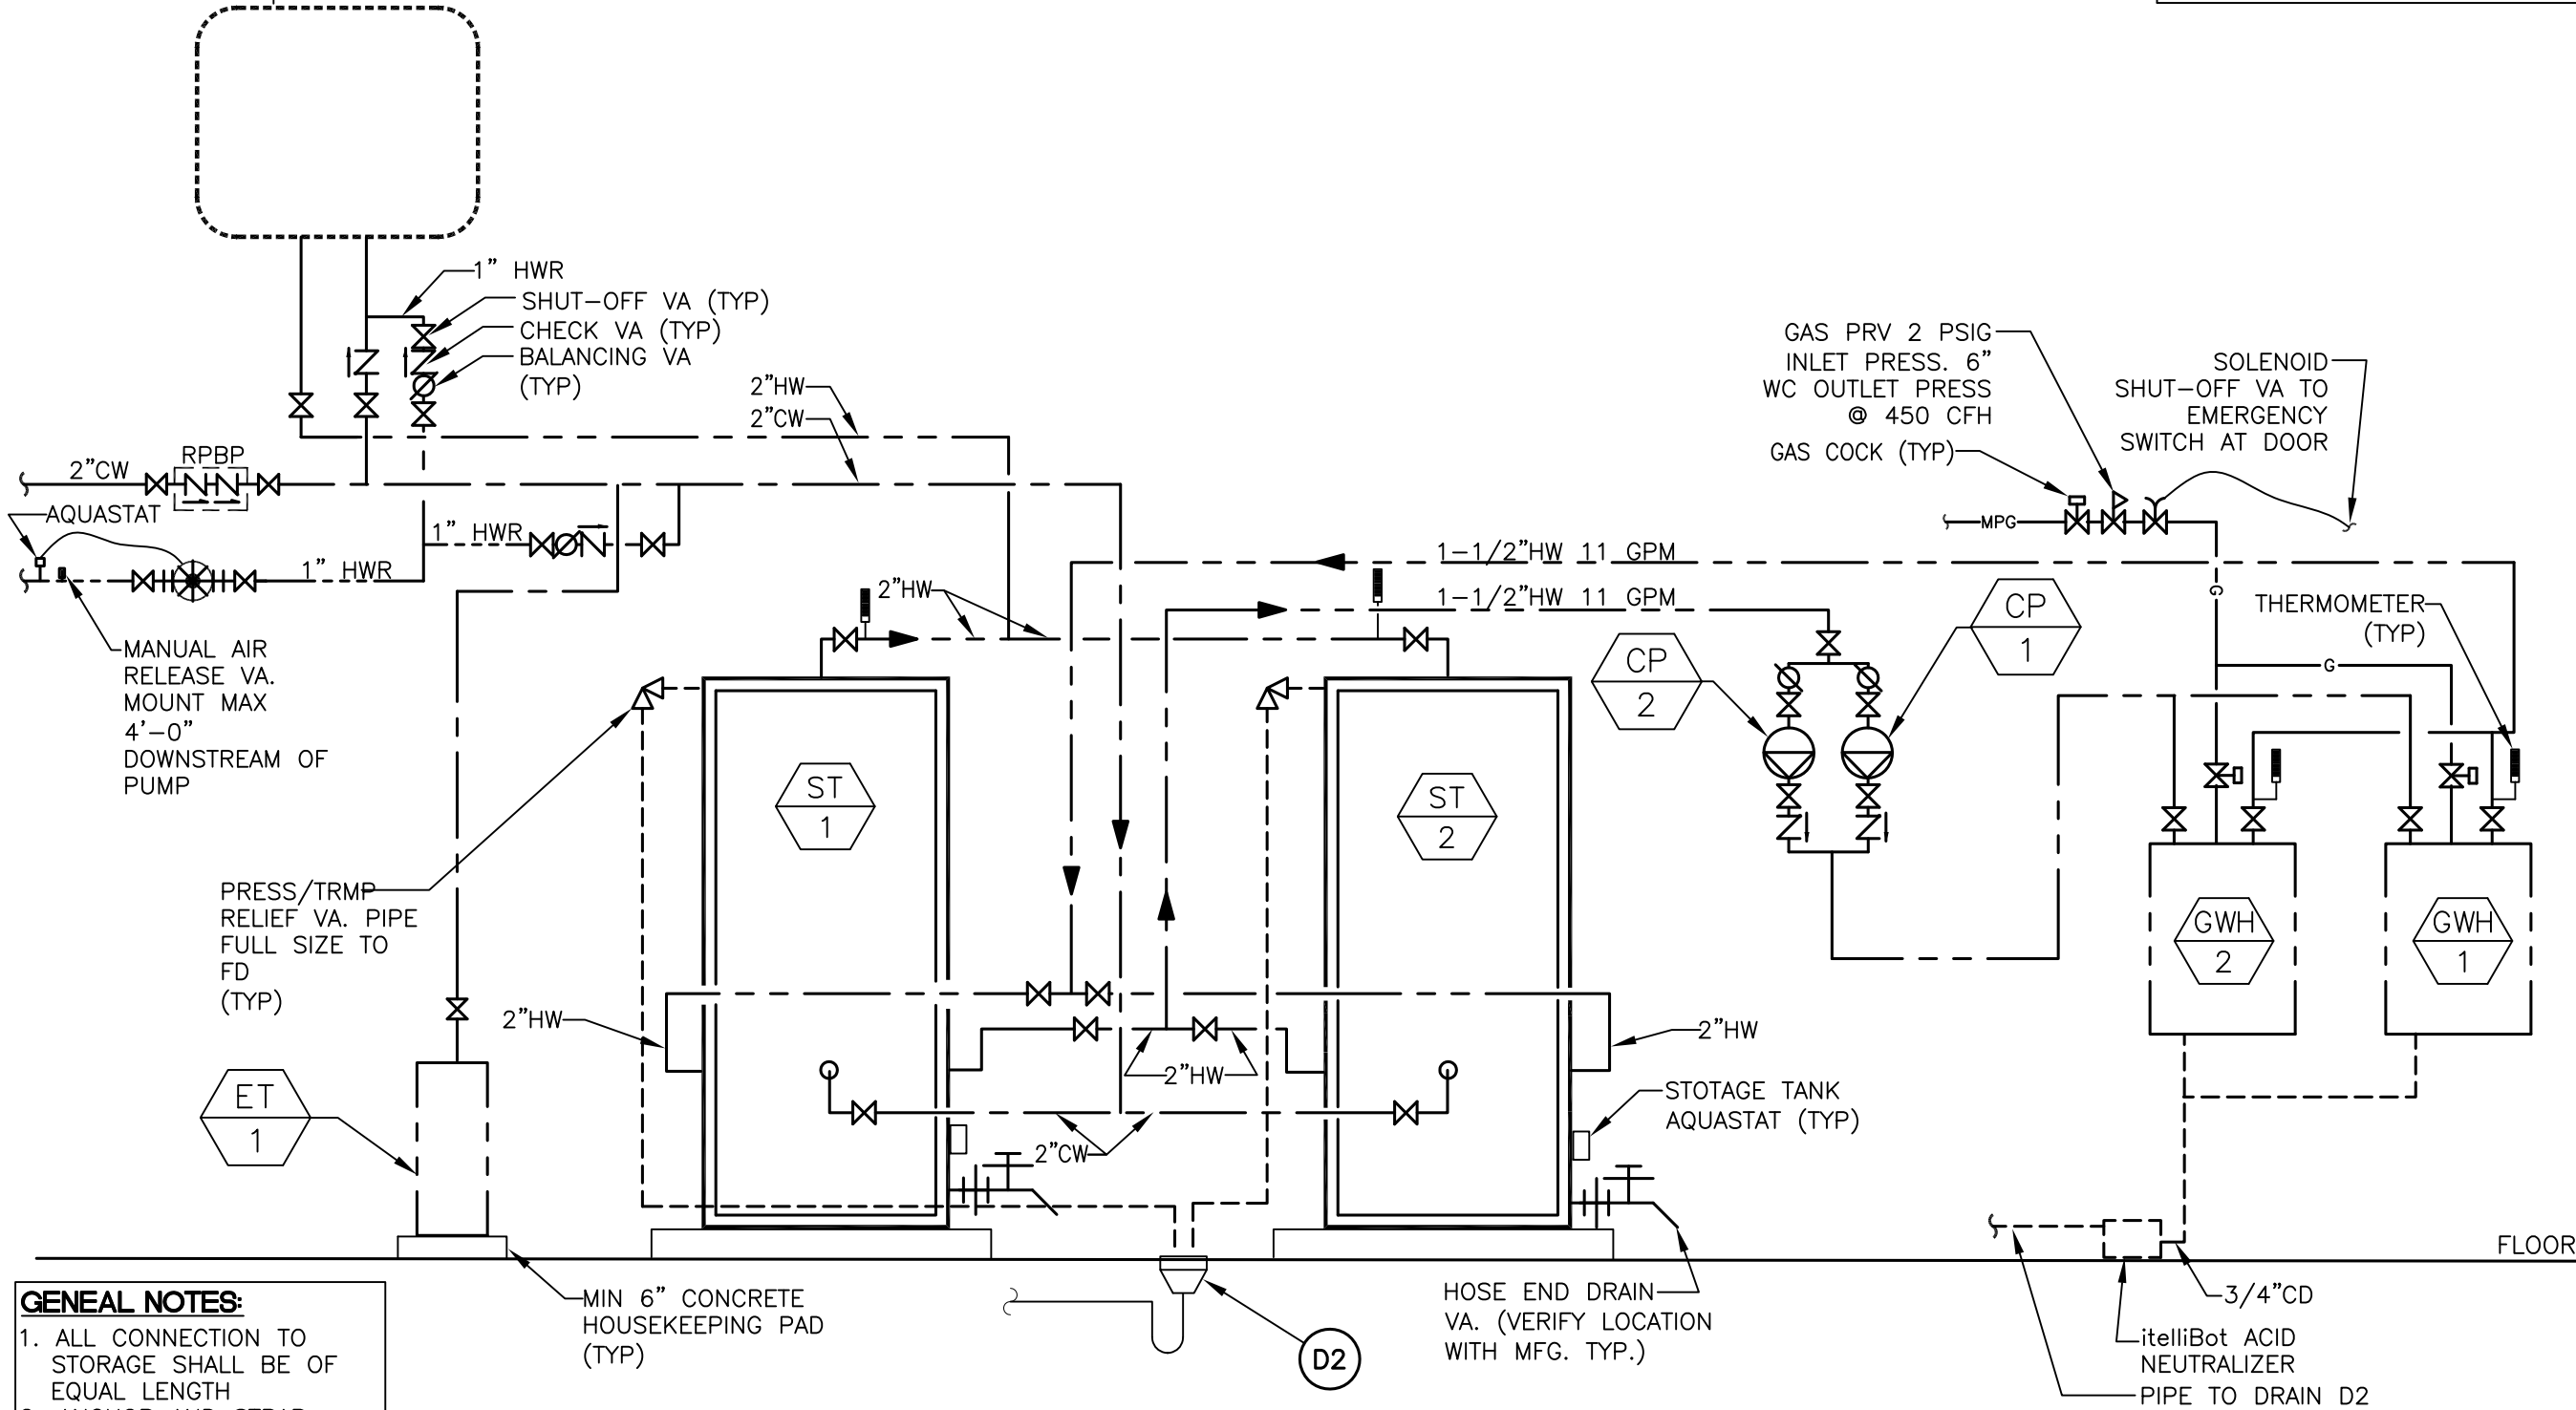 1” HWR
SHUT-OFF VA (TYP)
CHECK VA (TYP)
BALANCING VA
(TYP)
2”HW
2”CW
2”CW
RPBP
AQUASTAT
1” HWR
1” HWR
MANUAL AIR
RELEASE VA.
MOUNT MAX
4’-0”
DOWNSTREAM OF
PUMP
GAS PRV 2 PSIG
INLET PRESS. 6”
WC OUTLET PRESS
@ 450 CFH
GAS COCK (TYP)
SOLENOID
SHUT-OFF VA TO
EMERGENCY
SWITCH AT DOOR
MPG
G
G
1-1/2”HW 11 GPM
1-1/2”HW 11 GPM
2”HW
THERMOMETER
(TYP)
CP
1
CP
2
ST
1
ST
2
GWH
2
GWH
1
PRESS/TRMP
RELIEF VA. PIPE
FULL SIZE TO
FD
(TYP)
2”HW
2”HW
2”HW
2”CW
ET
1
STOTAGE TANK
AQUASTAT (TYP)
FLOOR
MIN 6” CONCRETE
HOUSEKEEPING PAD
(TYP)
D2
HOSE END DRAIN
VA. (VERIFY LOCATION
WITH MFG. TYP.)
3/4”CD
itelliBot ACID
NEUTRALIZER
PIPE TO DRAIN D2
GENEAL NOTES:
1. ALL CONNECTION TO
STORAGE SHALL BE OF
EQUAL LENGTH